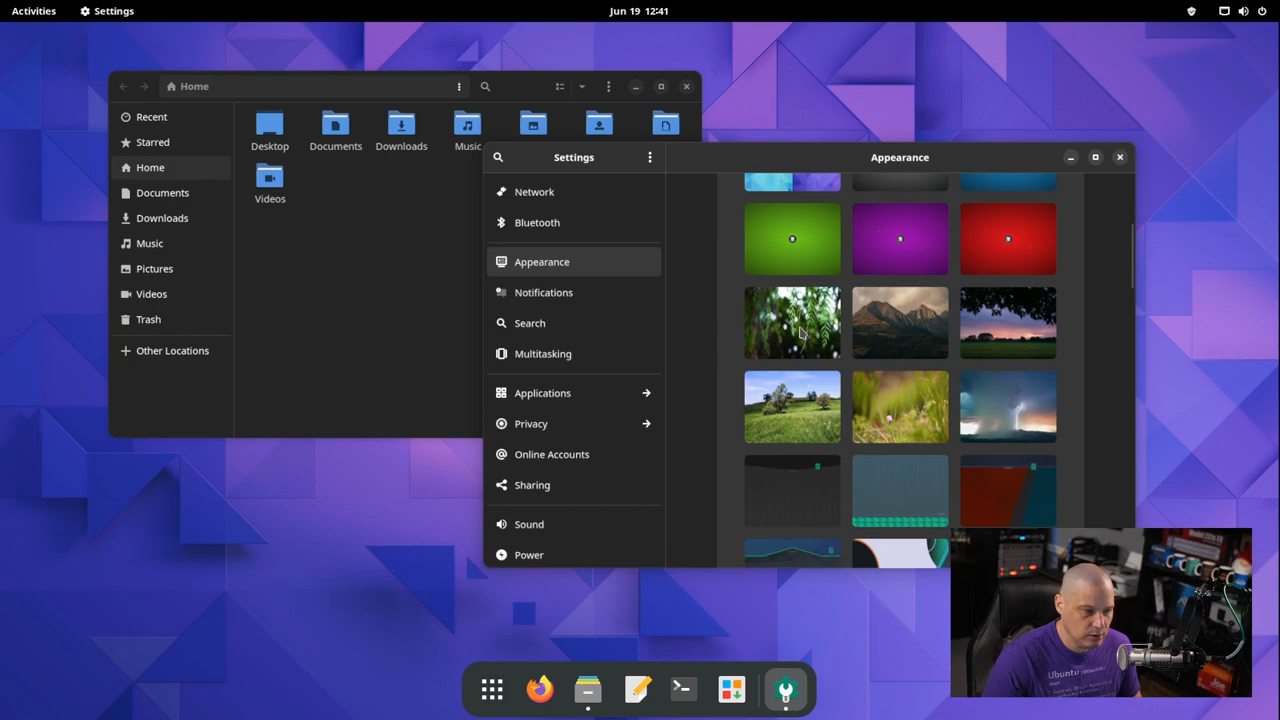 Activities
Settings
Jun 19 12:41
Home
Recent
Starred
Home
Documents
Downloads
Music
Pictures
Videos
Trash
Other Locations
Desktop
Documents
Downloads
Music
Videos
Settings
Network
Bluetooth
Appearance
Notifications
Search
Multitasking
Applications
Privacy
Online Accounts
Sharing
Sound
Power
Appearance
Ubuntu